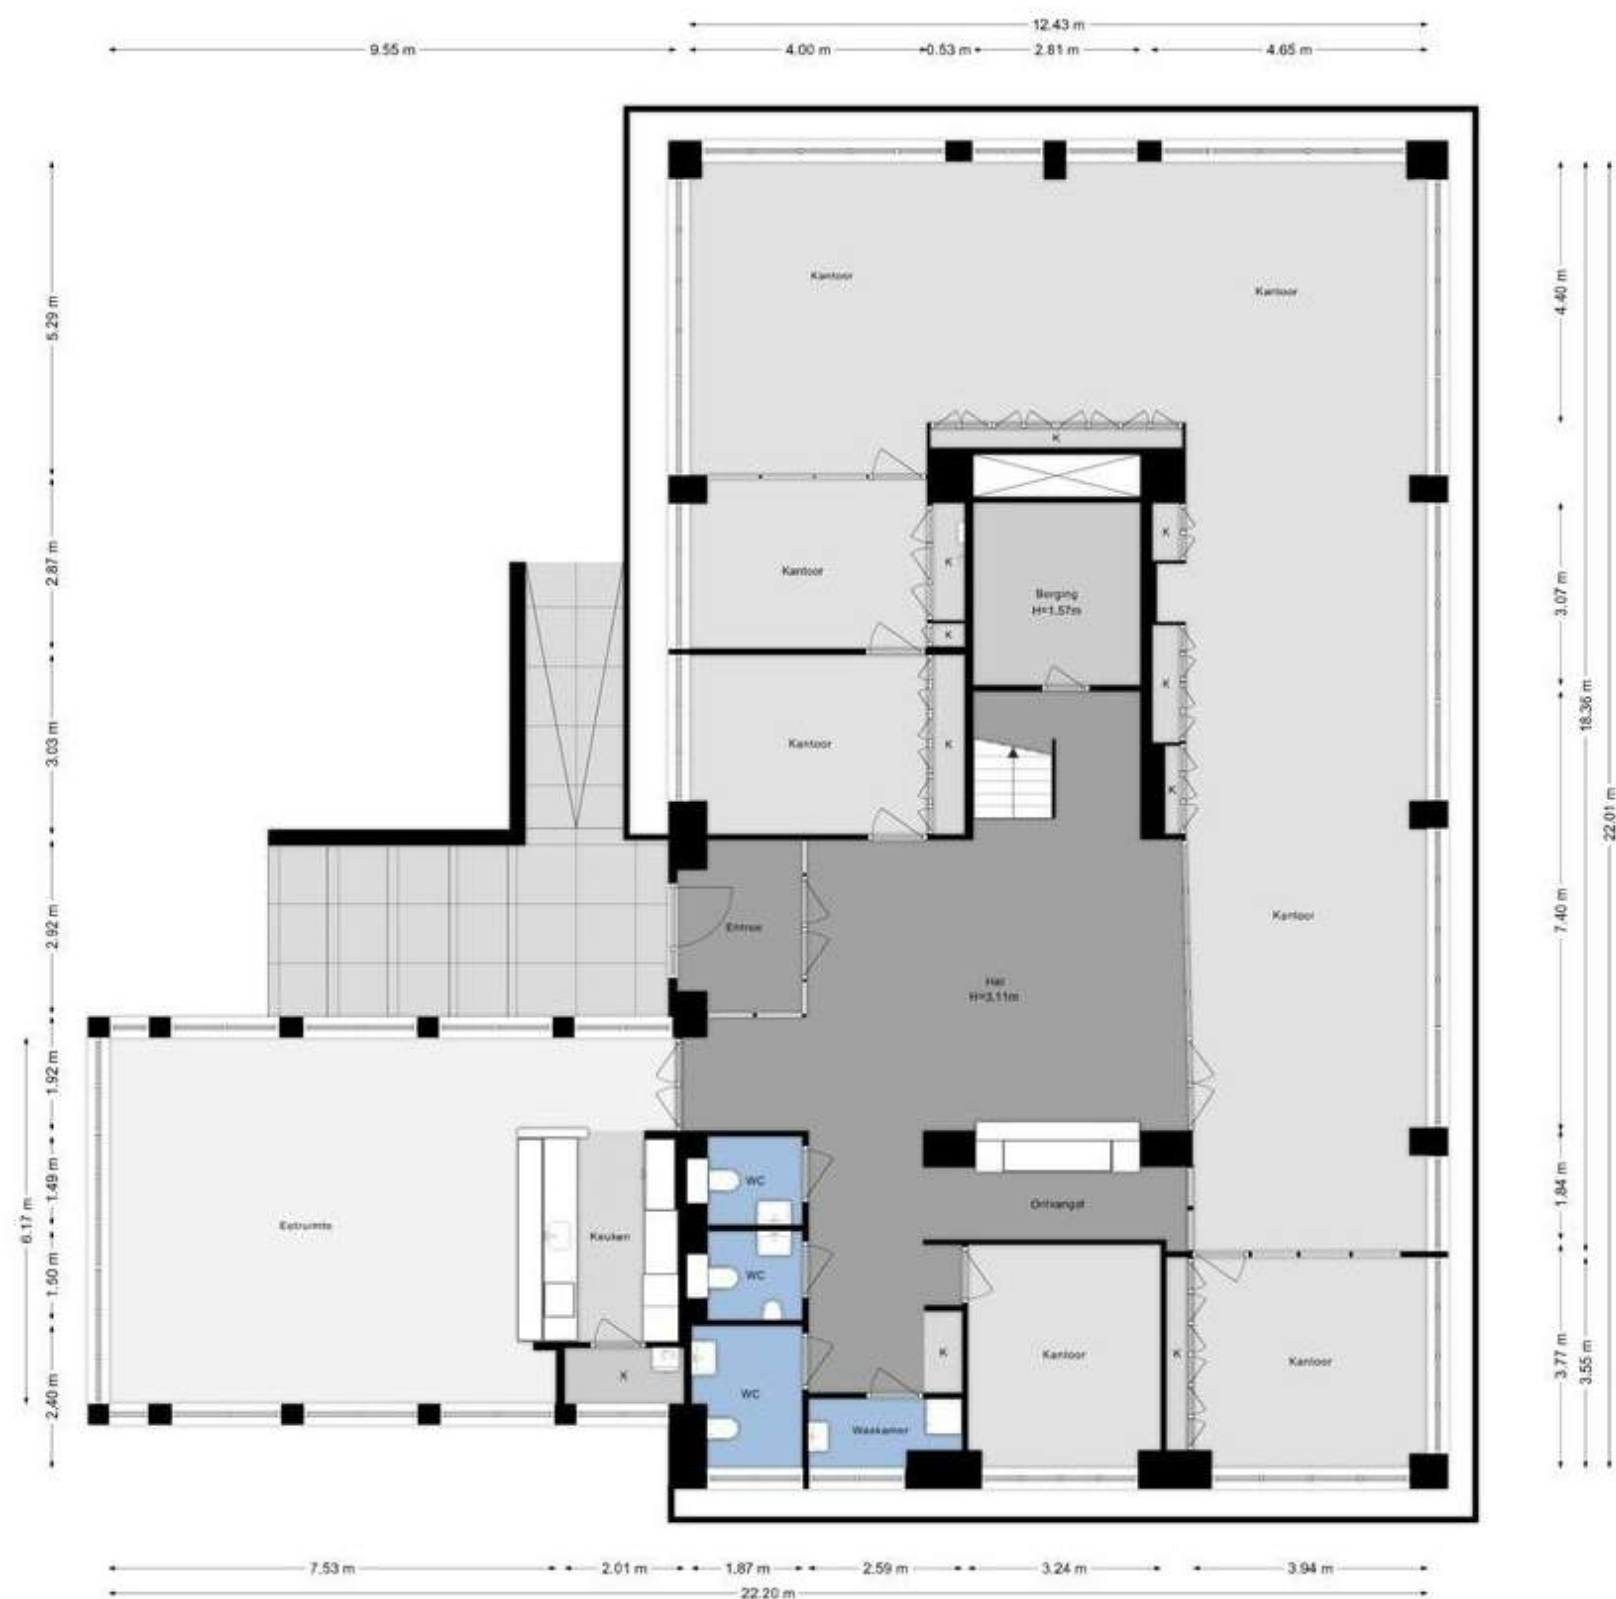 12.43 m
9.55 m
4.00 m
0.53 m
2.81 m
4.65 m
Kantoor
Kantoor
5.29 m
4.40 m
K
2.87 m
Kantoor
K
K
Berging
H=1.57m
K
3.07 m
K
3.03 m
Kantoor
K
K
18.36 m
22.01 m
2.92 m
Entree
Hal
H=3.11m
Kantoor
7.40 m
1.92 m
6.17 m
1.49 m
WC
Ontvangst
1.84 m
Eetruimte
Keuken
1.50 m
WC
2.40 m
K
WC
Waskamer
K
Kantoor
K
Kantoor
3.77 m
3.55 m
7.53 m
2.01 m
1.87 m
2.59 m
3.24 m
3.94 m
22.20 m